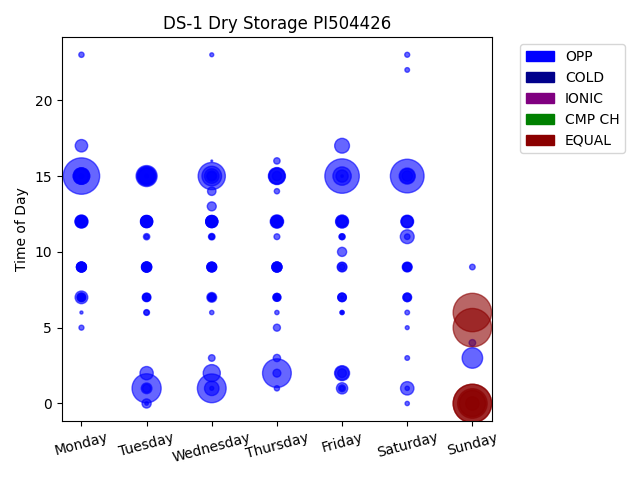 DS-1 Dry Storage PI504426
OPP
COLD
IONIC
CMP CH
EQUAL
Time of Day
20
15
10
5
0
Monday
Tuesday
Wednesday
Thursday
Friday
Saturday
Sunday